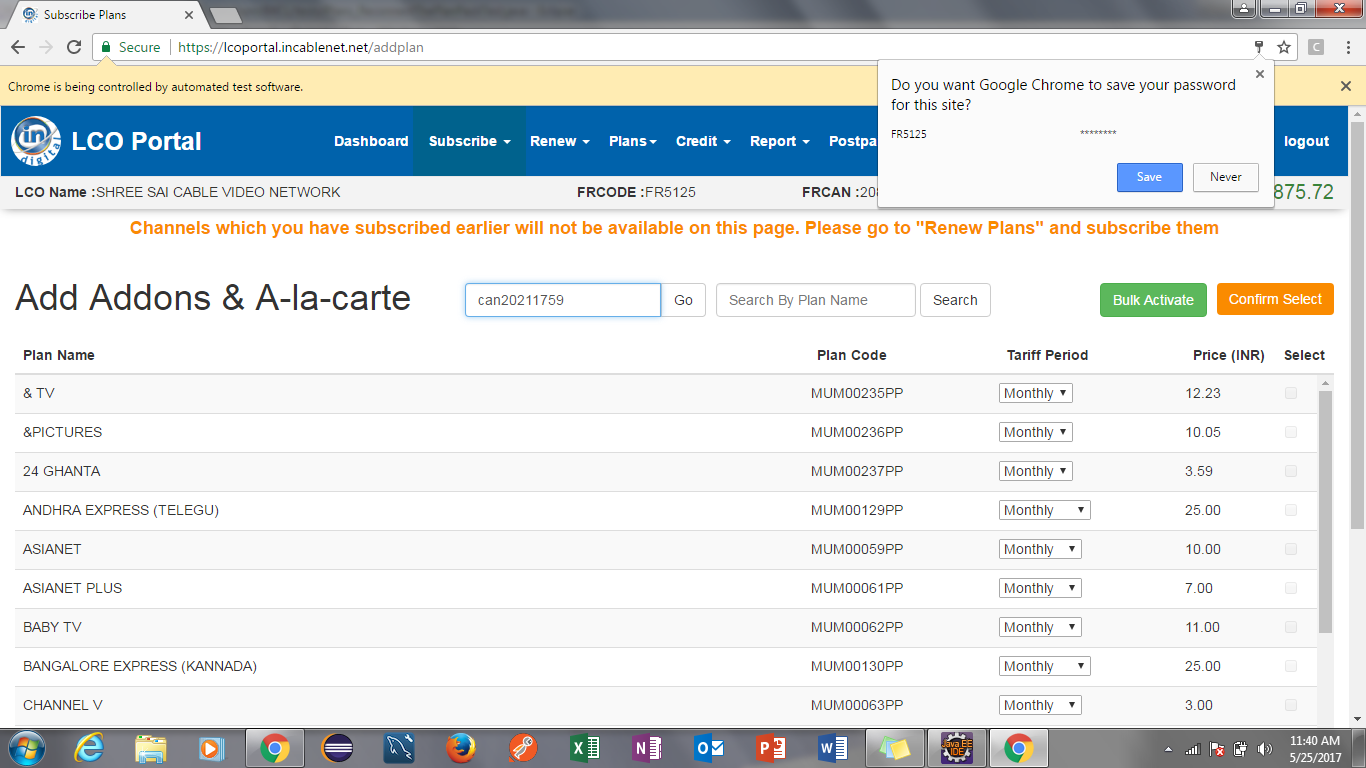 Subscribe Plans
Secure https://lcoportal.incablenet.net/addplan
Chrome is being controlled by automated test software.
Do you want Google Chrome to save your password
for this site?
FR5125 ********
Save Never
in digital LCO Portal Dashboard Subscribe Renew Plans Credit Report Postpa logout
LCO Name :SHREE SAI CABLE VIDEO NETWORK FRCODE :FR5125 FRCAN :208 875.72
Channels which you have subscribed earlier will not be available on this page. Please go to "Renew Plans" and subscribe them
Add Addons & A-la-carte can20211759 Go Search By Plan Name Search Bulk Activate Confirm Select
Plan Name Plan Code Tariff Period Price (INR) Select
& TV MUM00235PP Monthly 12.23
&PICTURES MUM00236PP Monthly 10.05
24 GHANTA MUM00237PP Monthly 3.59
ANDHRA EXPRESS (TELEGU) MUM00129PP Monthly 25.00
ASIANET MUM00059PP Monthly 10.00
ASIANET PLUS MUM00061PP Monthly 7.00
BABY TV MUM00062PP Monthly 11.00
BANGALORE EXPRESS (KANNADA) MUM00130PP Monthly 25.00
CHANNEL V MUM00063PP Monthly 3.00
Java EE
IDE
11:40 AM
5/25/2017